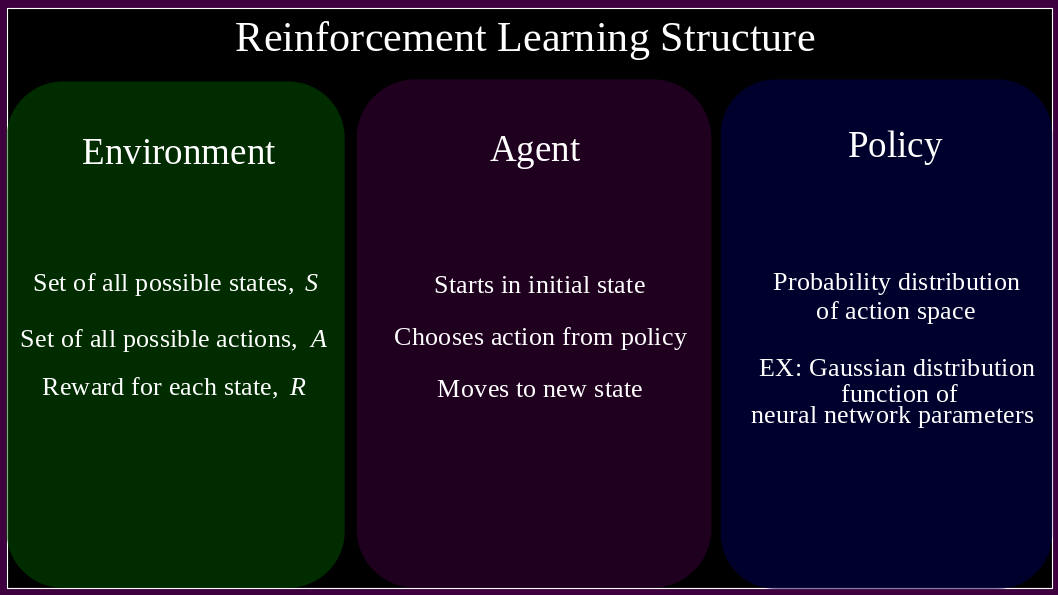 Reinforcement Learning Structure
Environment
Set of all possible states, S
Set of all possible actions, A
Reward for each state, R
Agent
Starts in initial state
Chooses action from policy
Moves to new state
Policy
Probability distribution
of action space
EX: Gaussian distribution
function of
neural network parameters